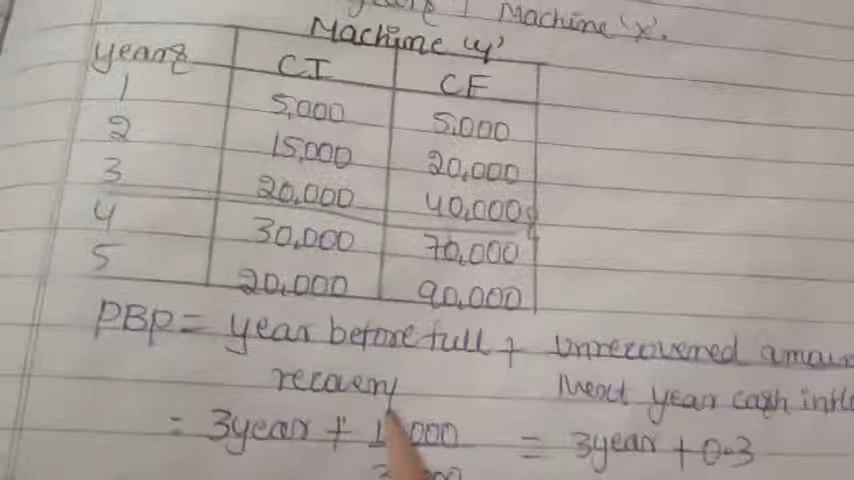 Machine 'x'.
Machine 'y'
years CI CF
1 5,000 5,000
2 15,000 20,000
3 20,000 40,000
4 30,000 70,000
5 20,000 90,000
PBP = year before full + Unrecovered
recovery Next year cash
= 3year + = 3year + 0.3